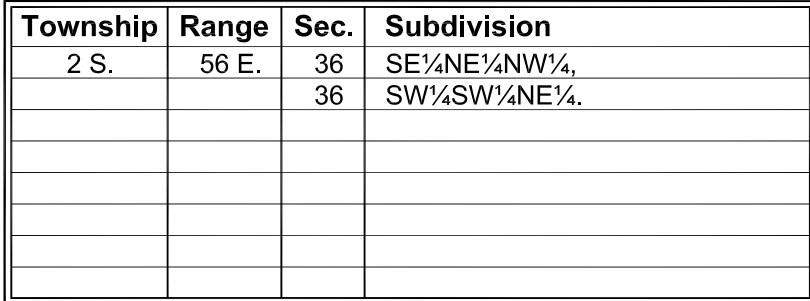 Township Range Sec. Subdivision
2 S. 56 E. 36 SE¼NE¼NW¼,
36 SW¼SW¼NE¼.